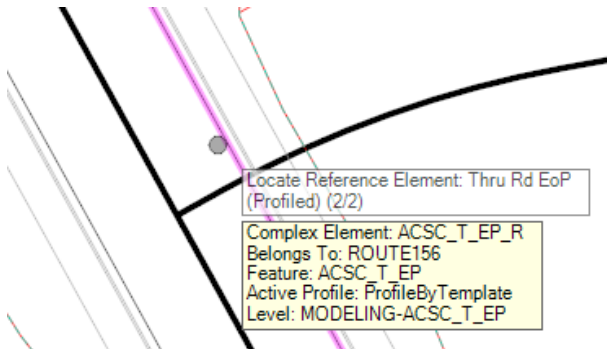 Locate Reference Element: Thru Rd EoP
(Profiled) (2/2)
Complex Element: ACSC_T_EP_R
Belongs To: ROUTE156
Feature: ACSC_T_EP
Active Profile: ProfileByTemplate
Level: MODELING-ACSC_T_EP